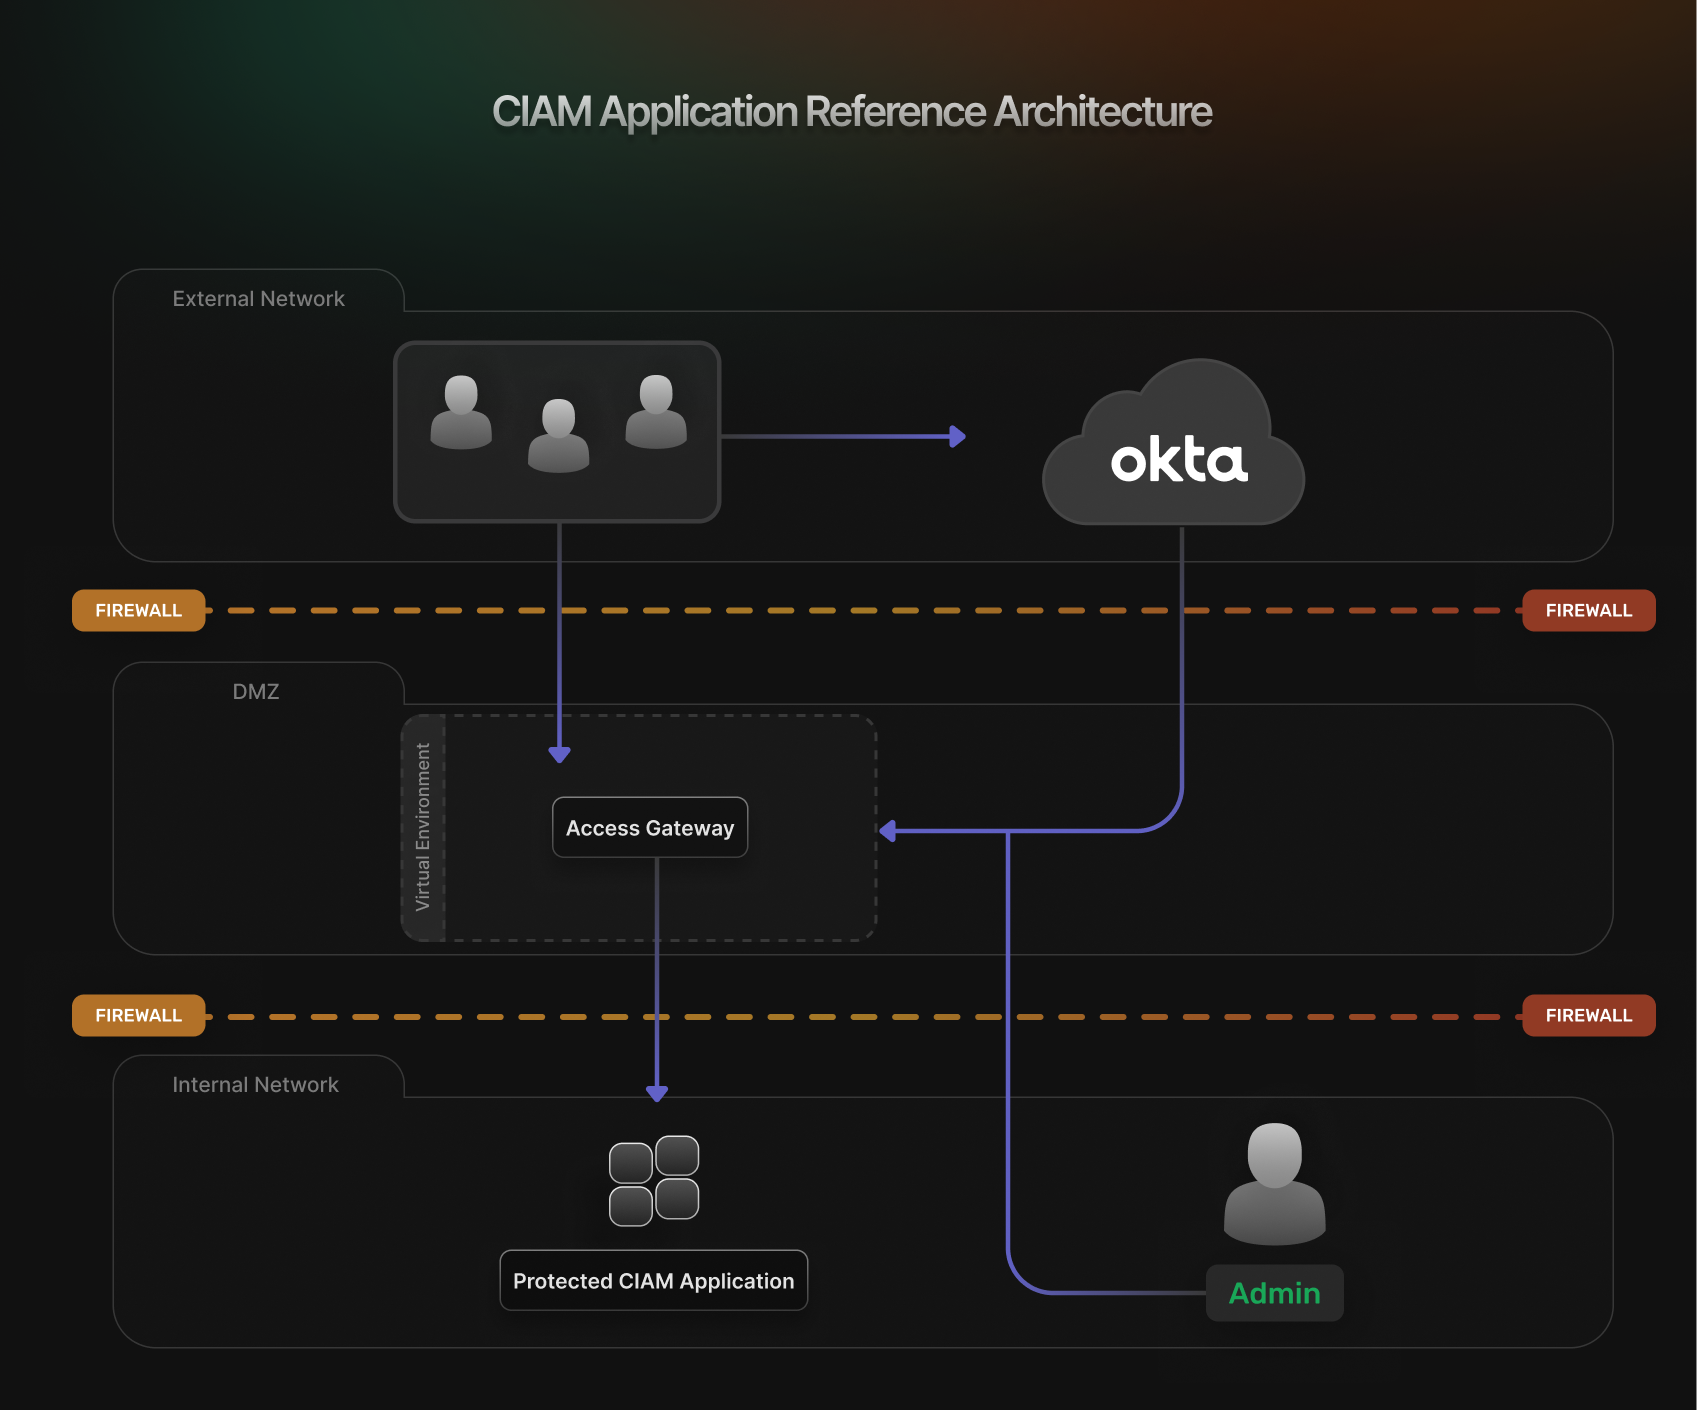 CIAM Application Reference Architecture
External Network
okta
FIREWALL
FIREWALL
DMZ
Virtual Environment
Access Gateway
FIREWALL
FIREWALL
Internal Network
Protected CIAM Application
Admin